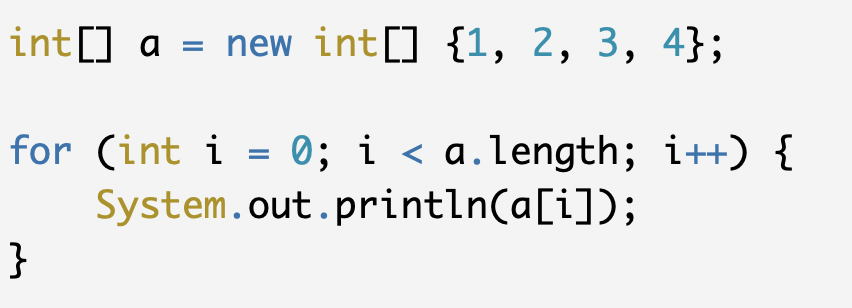 int[] a = new int[] {1, 2, 3, 4};

for (int i = 0; i < a.length; i++) {
    System.out.println(a[i]);
}